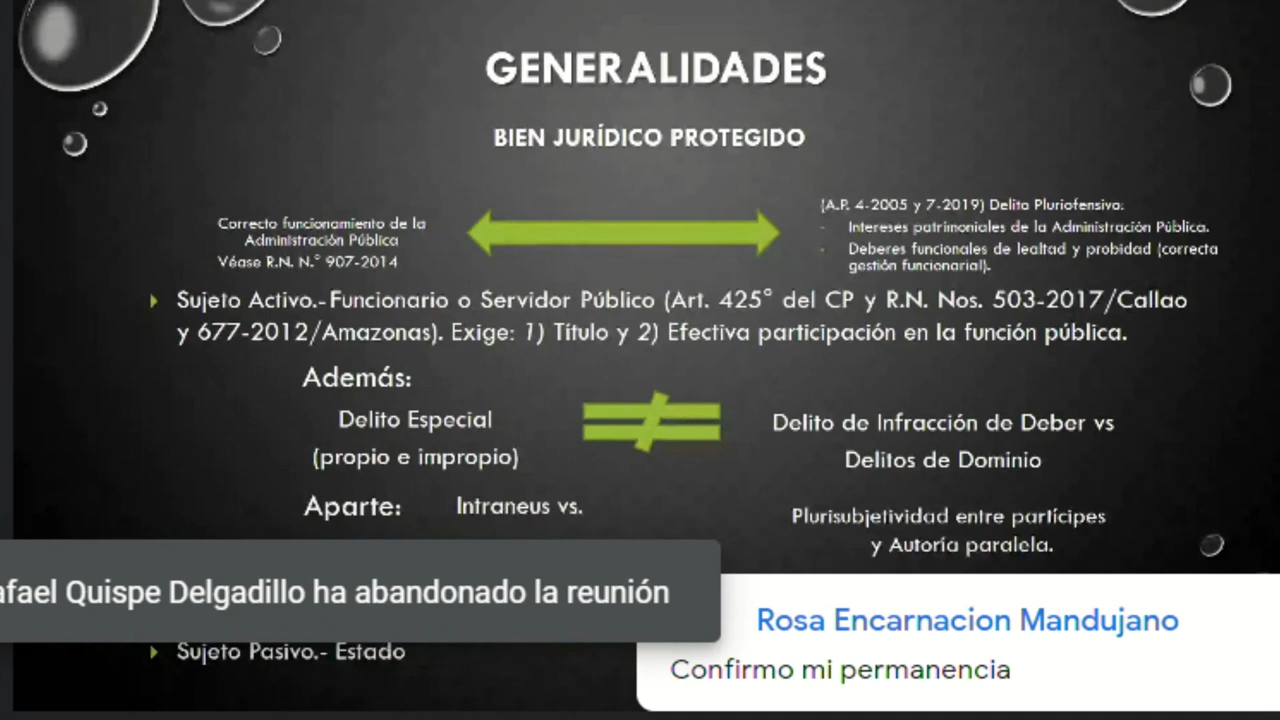 GENERALIDADES
BIEN JURÍDICO PROTEGIDO
Correcto funcionamiento de la
Administración Pública
Véase R.N. N.° 907-2014
(A.P. 4-2005 y 7-2019) Delito Pluriofensivo:
- Intereses patrimoniales de la Administración Pública.
- Deberes funcionales de lealtad y probidad (correcta
gestión funcionarial).
Sujeto Activo.- Funcionario o Servidor Público (Art. 425° del CP y R.N. Nos. 503-2017/Callao
y 677-2012/Amazonas). Exige: 1) Título y 2) Efectiva participación en la función pública.
Además:
Delito Especial
(propio e impropio)
Delito de Infracción de Deber vs
Delitos de Dominio
Aparte: Intraneus vs.
Plurisubjetividad entre partícipes
y Autoría paralela.
afael Quispe Delgadillo ha abandonado la reunión
Rosa Encarnacion Mandujano
Confirmo mi permanencia
Sujeto Pasivo.- Estado